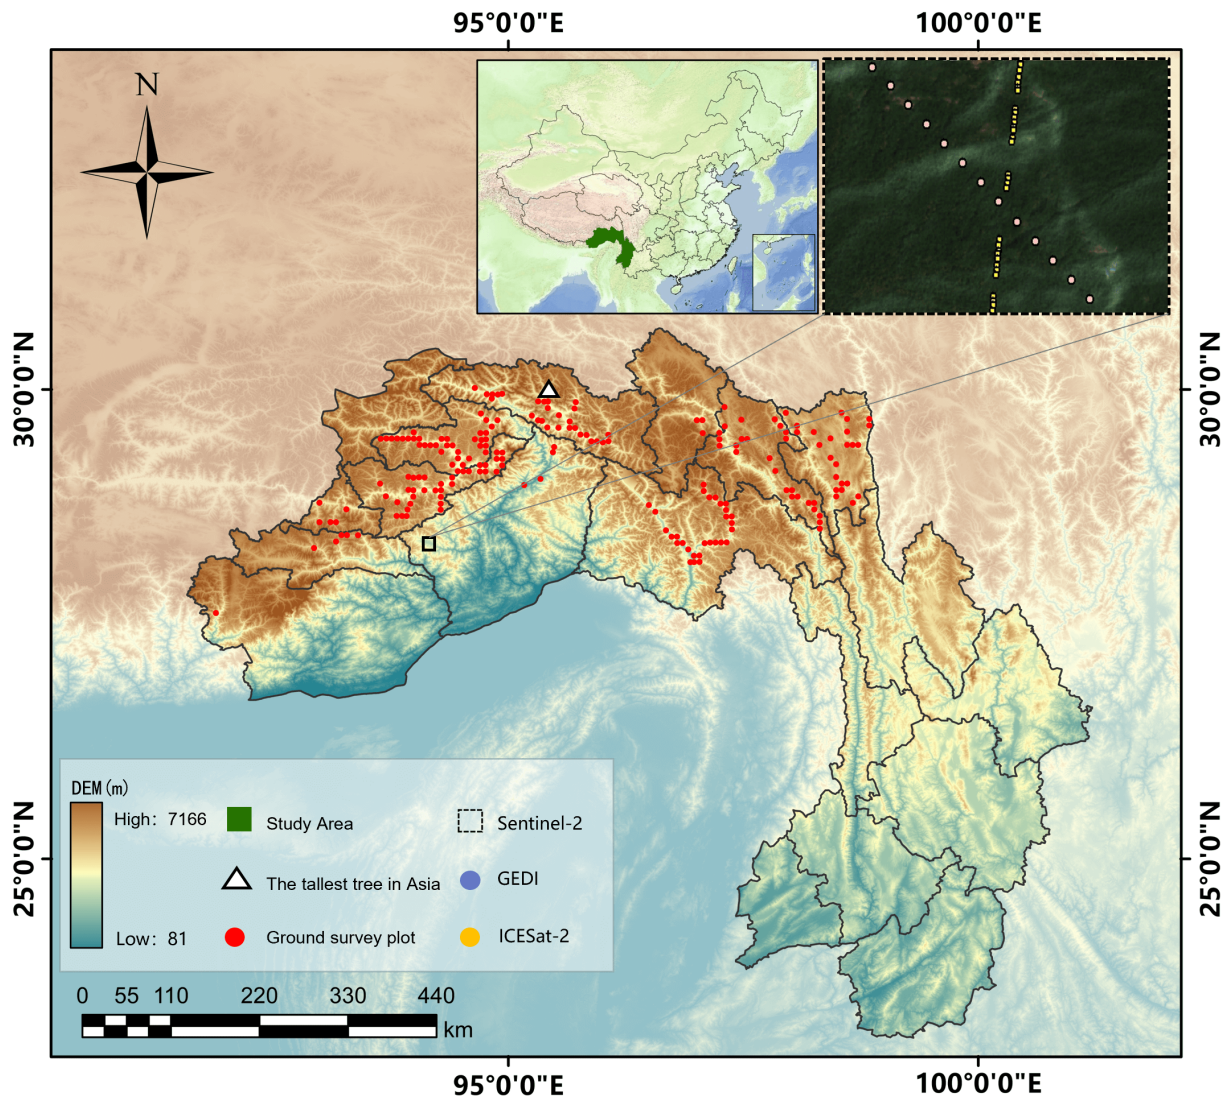 95°0'0"E 100°0'0"E
N
30°0'0"N 30°0'0"N
DEM(m)
High: 7166
Low: 81
Study Area
Sentinel-2
The tallest tree in Asia
GEDI
Ground survey plot
ICESat-2
25°0'0"N 25°0'0"N
0 55 110 220 330 440
km
95°0'0"E 100°0'0"E